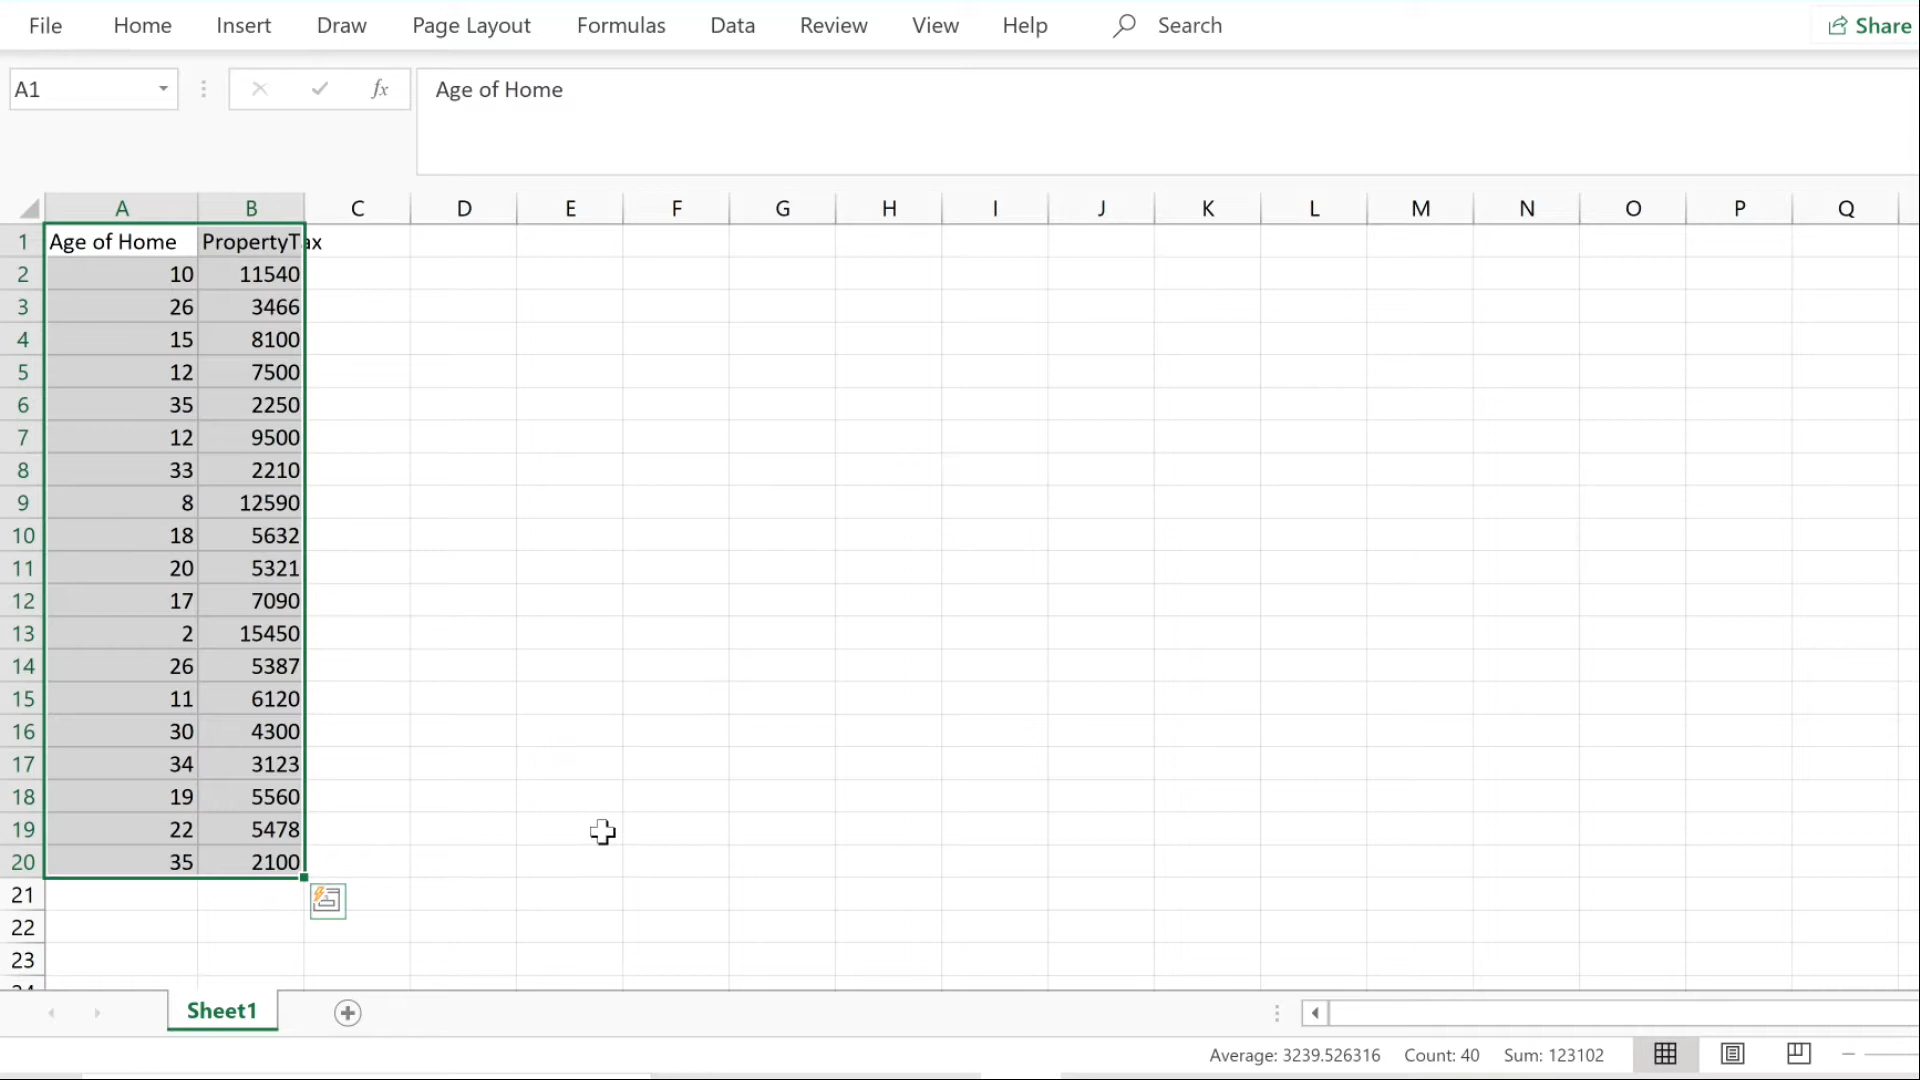 File Home Insert Draw Page Layout Formulas Data Review View Help Search Share
A1 fx Age of Home
A B C D E F G H I J K L M N O P Q
1 Age of Home PropertyTax
2 10 11540
3 26 3466
4 15 8100
5 12 7500
6 35 2250
7 12 9500
8 33 2210
9 8 12590
10 18 5632
11 20 5321
12 17 7090
13 2 15450
14 26 5387
15 11 6120
16 30 4300
17 34 3123
18 19 5560
19 22 5478
20 35 2100
21
22
23
Sheet1
Average: 3239.526316 Count: 40 Sum: 123102